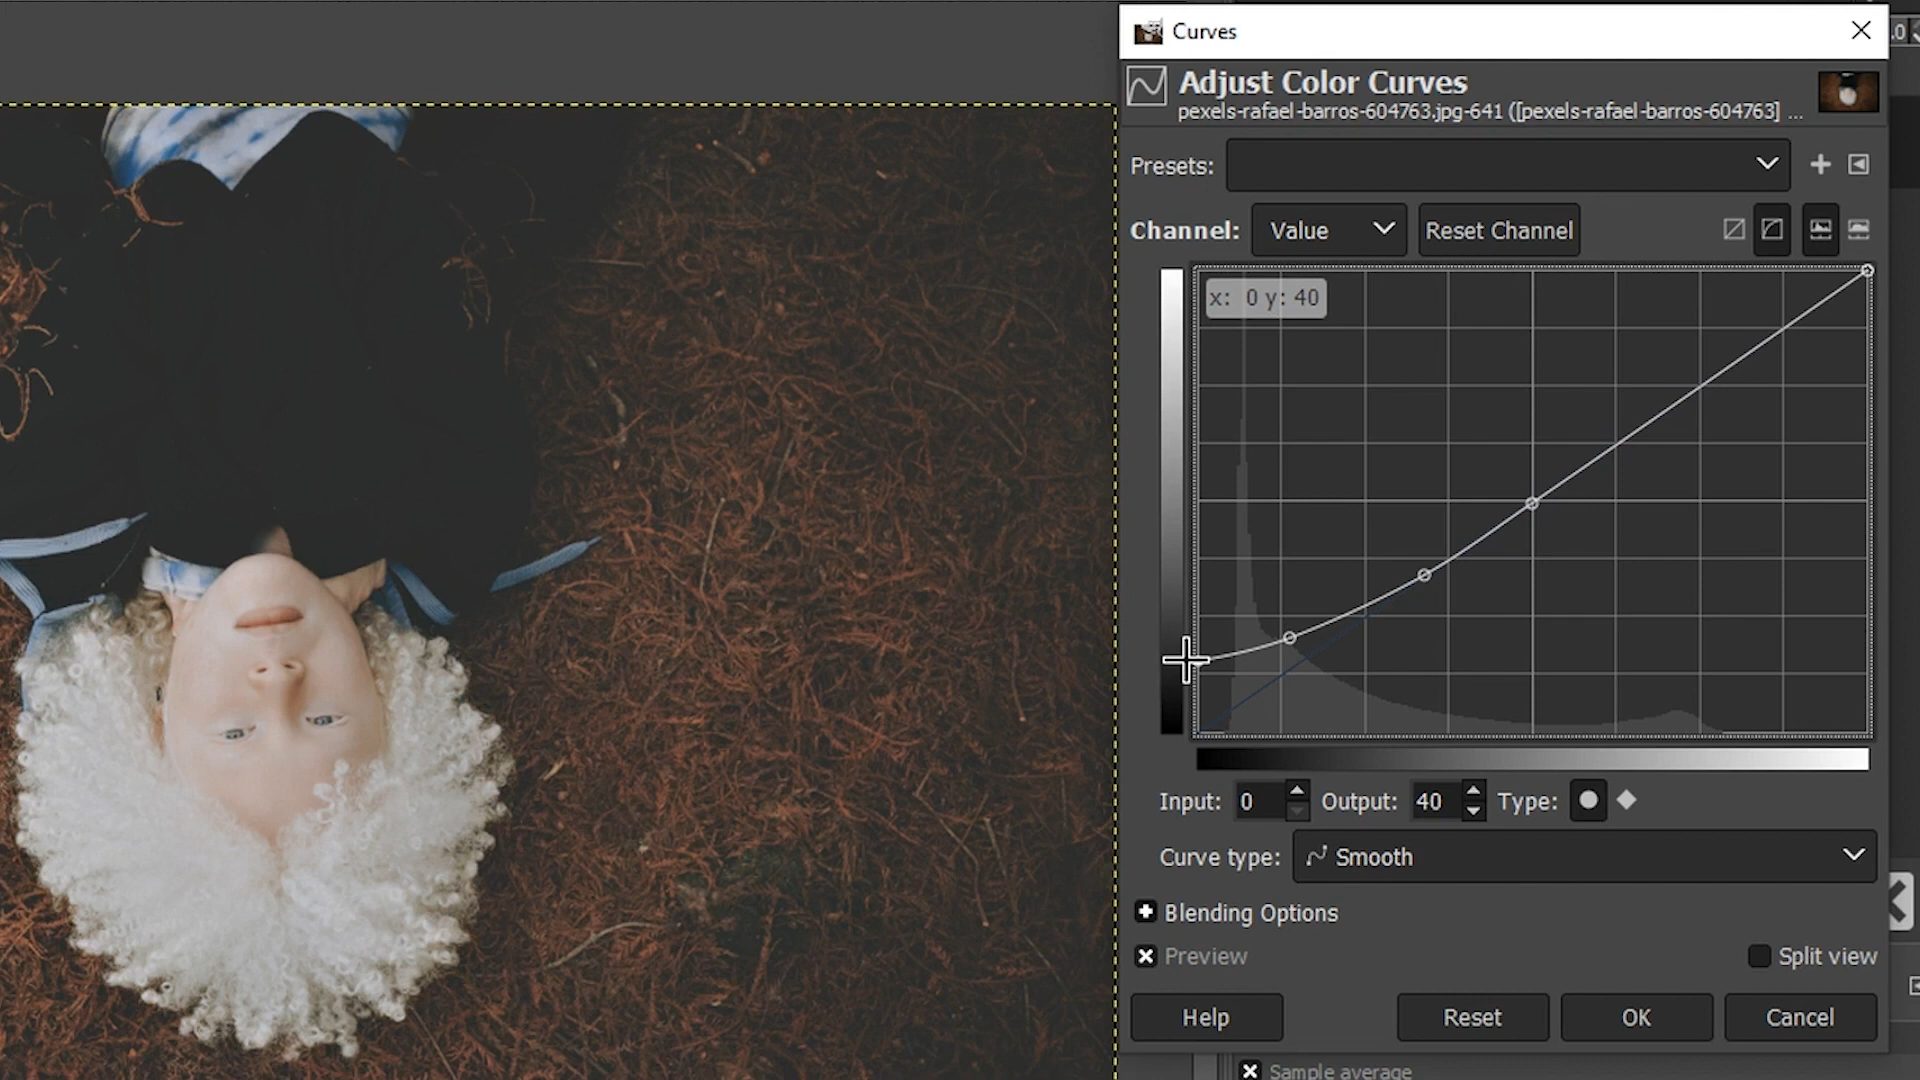 Curves
.0
Adjust Color Curves
pexels-rafael-barros-604763.jpg-641 ([pexels-rafael-barros-604763] ...
Presets:
Channel: Value Reset Channel
x: 0 y: 40
Input: 0 Output: 40 Type:
Curve type: Smooth
Blending Options
Preview Split view
Help Reset OK Cancel
Sample average